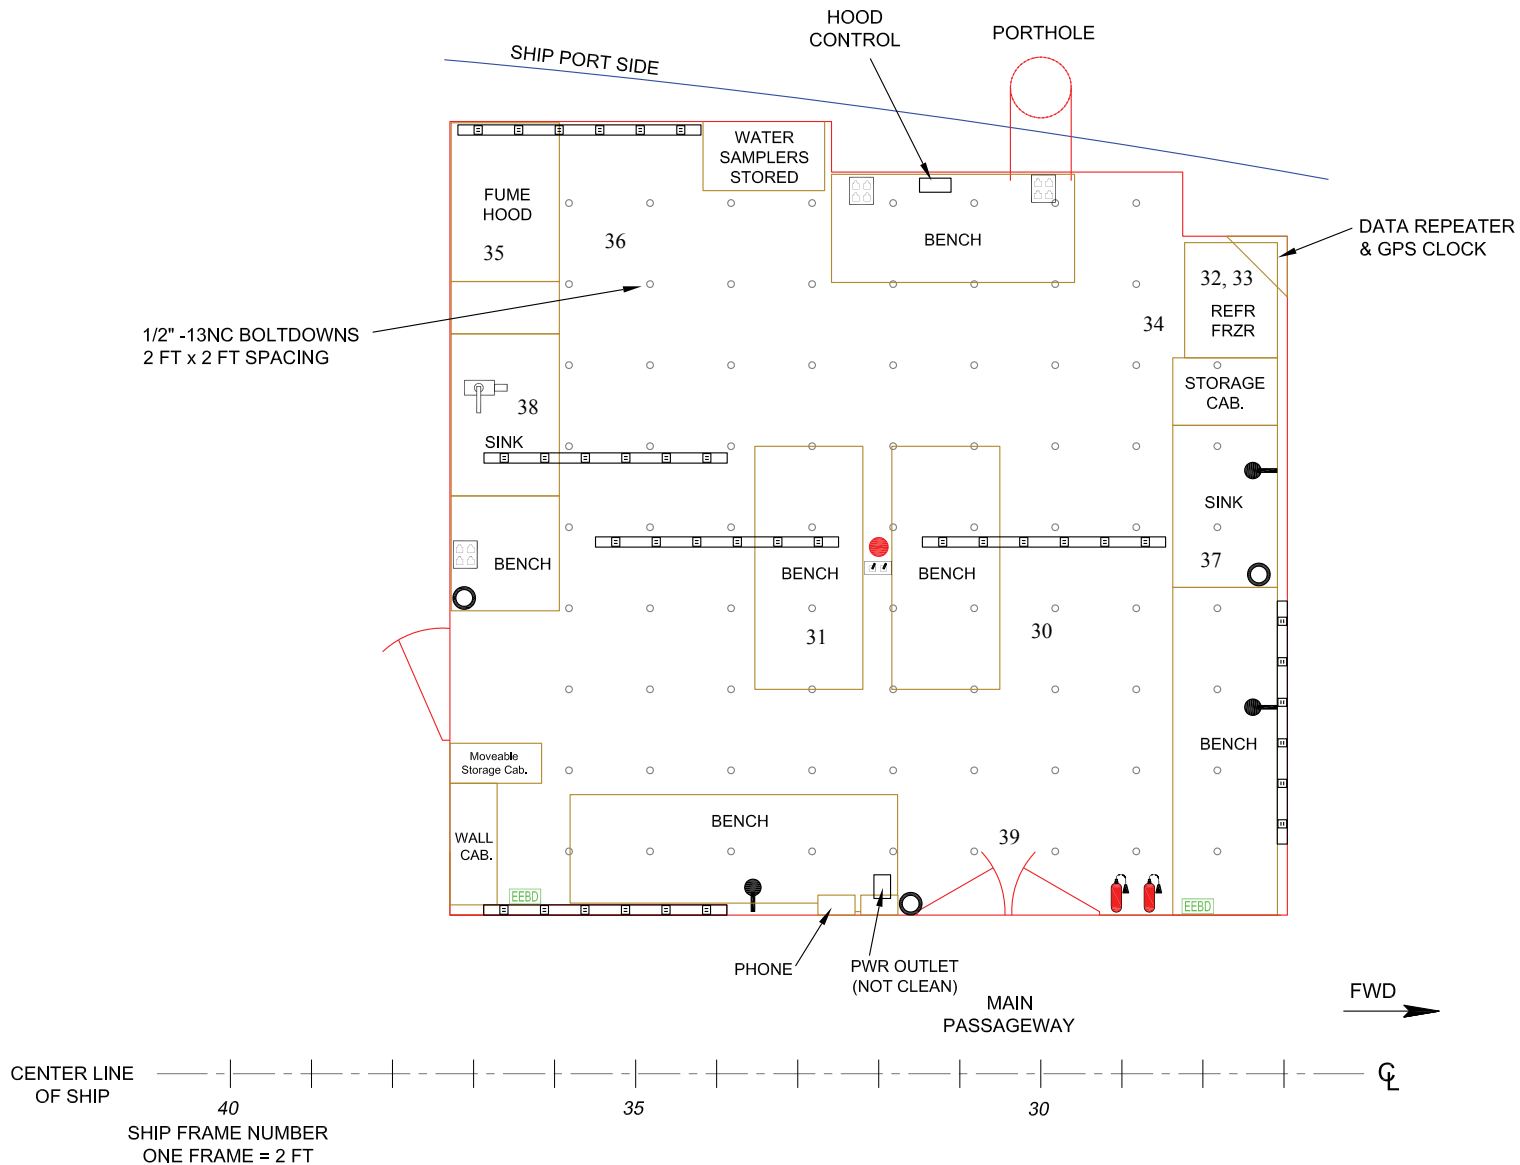 HOOD
CONTROL
PORTHOLE
SHIP PORT SIDE
WATER
SAMPLERS
STORED
FUME
HOOD
35
36
BENCH
DATA REPEATER
& GPS CLOCK
32, 33
REFR
FRZR
34
1/2" -13NC BOLTDOWNS
2 FT x 2 FT SPACING
STORAGE
CAB.
38
SINK
SINK
37
BENCH
BENCH
BENCH
31
30
BENCH
Moveable
Storage Cab.
WALL
CAB.
BENCH
39
EEBD
EEBD
PHONE
PWR OUTLET
(NOT CLEAN)
MAIN
PASSAGEWAY
FWD
CENTER LINE
OF SHIP
CL
40
35
30
SHIP FRAME NUMBER
ONE FRAME = 2 FT